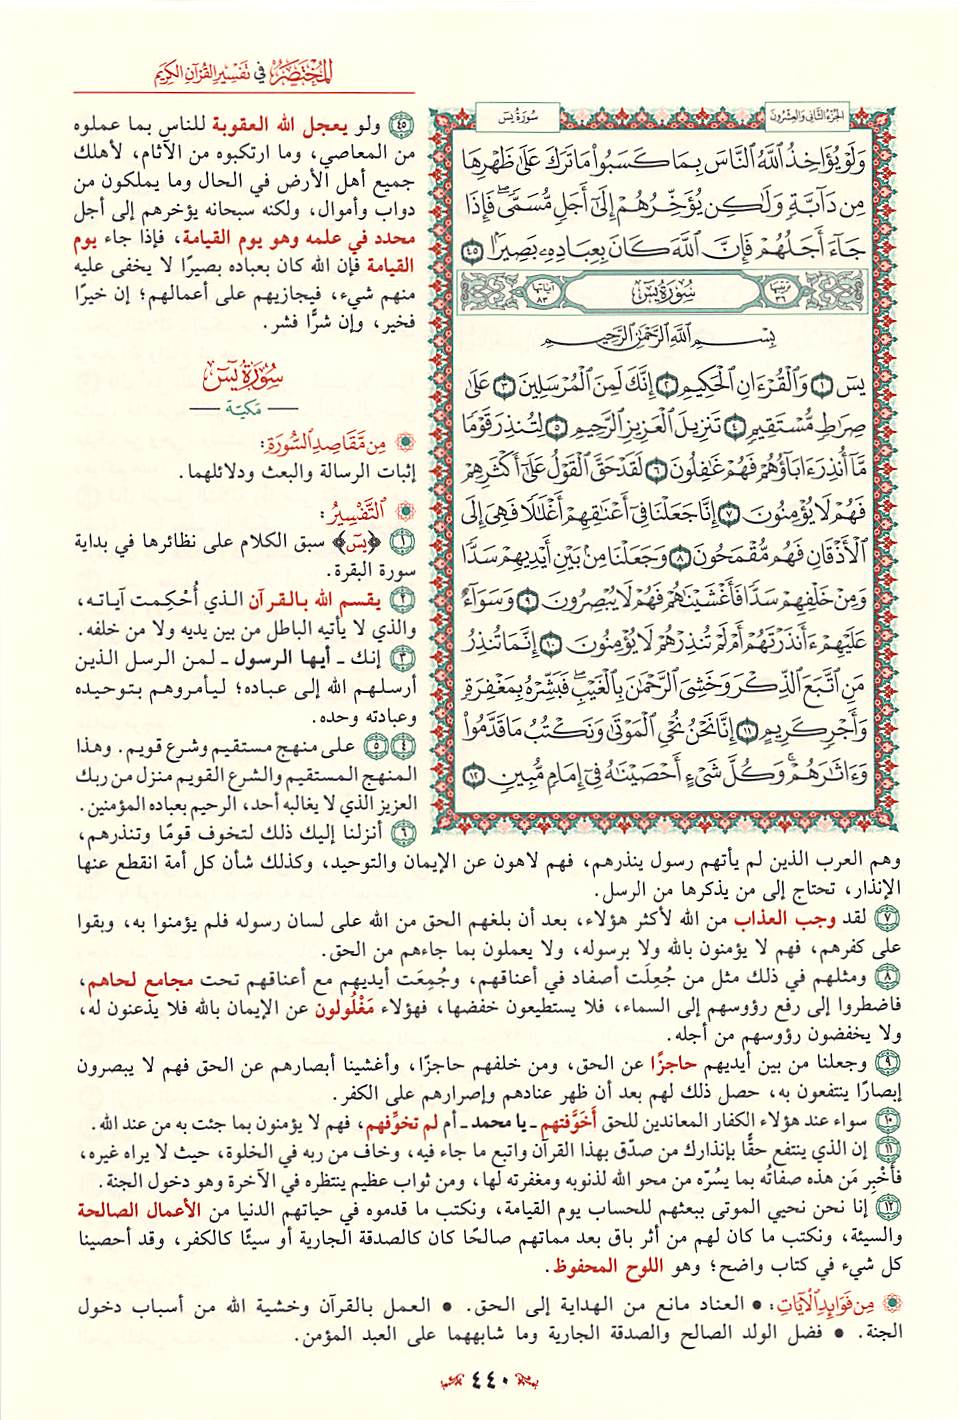 المختصر في تفسير القرآن الكريم
الجزء الثاني والعشرون
سورة يس
وَلَوْ يُؤَاخِذُ ٱللَّهُ ٱلنَّاسَ بِمَا كَسَبُواْ مَا تَرَكَ عَلَىٰ ظَهْرِهَا
مِن دَآبَّةٖ وَلَٰكِن يُؤَخِّرُهُمْ إِلَىٰٓ أَجَلٖ مُّسَمّٗىۖ فَإِذَا
جَآءَ أَجَلُهُمْ فَإِنَّ ٱللَّهَ كَانَ بِعِبَادِهِۦ بَصِيرَۢا ٤٥
ترتيبها ٣٦ سُورَةُ يسٓ آياتها ٨٣
بِسْمِ ٱللَّهِ ٱلرَّحْمَٰنِ ٱلرَّحِيمِ
يسٓ ١ وَٱلْقُرْءَانِ ٱلْحَكِيمِ ٢ إِنَّكَ لَمِنَ ٱلْمُرْسَلِينَ ٣ عَلَىٰ
صِرَٰطٖ مُّسْتَقِيمٖ ٤ تَنزِيلَ ٱلْعَزِيزِ ٱلرَّحِيمِ ٥ لِتُنذِرَ قَوْمٗا
مَّآ أُنذِرَ ءَابَآؤُهُمْ فَهُمْ غَٰفِلُونَ ٦ لَقَدْ حَقَّ ٱلْقَوْلُ عَلَىٰٓ أَكْثَرِهِمْ
فَهُمْ لَا يُؤْمِنُونَ ٧ إِنَّا جَعَلْنَا فِيٓ أَعْنَٰقِهِمْ أَغْلَٰلٗا فَهِيَ إِلَى
ٱلْأَذْقَانِ فَهُم مُّقْمَحُونَ ٨ وَجَعَلْنَا مِنۢ بَيْنِ أَيْدِيهِمْ سَدّٗا
وَمِنْ خَلْفِهِمْ سَدّٗا فَأَغْشَيْنَٰهُمْ فَهُمْ لَا يُبْصِرُونَ ٩ وَسَوَآءٌ
عَلَيْهِمْ ءَأَنذَرْتَهُمْ أَمْ لَمْ تُنذِرْهُمْ لَا يُؤْمِنُونَ ١٠ إِنَّمَا تُنذِرُ
مَنِ ٱتَّبَعَ ٱلذِّكْرَ وَخَشِيَ ٱلرَّحْمَٰنَ بِٱلْغَيْبِۖ فَبَشِّرْهُ بِمَغْفِرَةٖ
وَأَجْرٖ كَرِيمٍ ١١ إِنَّا نَحْنُ نُحْيِ ٱلْمَوْتَىٰ وَنَكْتُبُ مَا قَدَّمُواْ
وَءَاثَٰرَهُمْۚ وَكُلَّ شَيْءٍ أَحْصَيْنَٰهُ فِيٓ إِمَامٖ مُّبِينٖ ١٢
٤٥ ولو يعجل الله العقوبة للناس بما عملوه
من المعاصي، وما ارتكبوه من الآثام، لأهلك
جميع أهل الأرض في الحال وما يملكون من
دواب وأموال، ولكنه سبحانه يؤخرهم إلى أجل
محدد في علمه وهو يوم القيامة، فإذا جاء يوم
القيامة فإن الله كان بعباده بصيرًا لا يخفى عليه
منهم شيء، فيجازيهم على أعمالهم؛ إن خيرًا
فخير، وإن شرًّا فشر.
سورة يس
— مكية —
من مقاصد السورة:
إثبات الرسالة والبعث ودلائلهما.
التفسير:
١ ﴿يسٓ﴾ سبق الكلام على نظائرها في بداية
سورة البقرة.
٢ يقسم الله بالقرآن الذي أُحْكِمت آياته،
والذي لا يأتيه الباطل من بين يديه ولا من خلفه.
٣ إنك ـ أيها الرسول ـ لمن الرسل الذين
أرسلهم الله إلى عباده؛ ليأمروهم بتوحيده
وعبادته وحده.
٤ ٥ على منهج مستقيم وشرع قويم. وهذا
المنهج المستقيم والشرع القويم منزل من ربك
العزيز الذي لا يغالبه أحد، الرحيم بعباده المؤمنين.
٦ أنزلنا إليك ذلك لتخوف قومًا وتنذرهم،
وهم العرب الذين لم يأتهم رسول ينذرهم، فهم لاهون عن الإيمان والتوحيد، وكذلك شأن كل أمة انقطع عنها
الإنذار، تحتاج إلى من يذكرها من الرسل.
٧ لقد وجب العذاب من الله لأكثر هؤلاء، بعد أن بلغهم الحق من الله على لسان رسوله فلم يؤمنوا به، وبقوا
على كفرهم، فهم لا يؤمنون بالله ولا برسوله، ولا يعملون بما جاءهم من الحق.
٨ ومثلهم في ذلك مثل من جُعِلَت أصفاد في أعناقهم، وجُمِعَت أيديهم مع أعناقهم تحت مجامع لحاهم،
فاضطروا إلى رفع رؤوسهم إلى السماء، فلا يستطيعون خفضها، فهؤلاء مَغْلُولون عن الإيمان بالله فلا يذعنون له،
ولا يخفضون رؤوسهم من أجله.
٩ وجعلنا من بين أيديهم حاجزًا عن الحق، ومن خلفهم حاجزًا، وأغشينا أبصارهم عن الحق فهم لا يبصرون
إبصارًا ينتفعون به، حصل ذلك لهم بعد أن ظهر عنادهم وإصرارهم على الكفر.
١٠ سواء عند هؤلاء الكفار المعاندين للحق أَخَوَّفتهم ـ يا محمد ـ أم لم تخوِّفهم، فهم لا يؤمنون بما جئت به من عند الله.
١١ إن الذي ينتفع حقًّا بإنذارك من صدّق بهذا القرآن واتبع ما جاء فيه، وخاف من ربه في الخلوة، حيث لا يراه غيره،
فأَخْبِر مَن هذه صفاتُه بما يسُرّه من محو الله لذنوبه ومغفرته لها، ومن ثواب عظيم ينتظره في الآخرة وهو دخول الجنة.
١٢ إنا نحن نحيي الموتى ببعثهم للحساب يوم القيامة، ونكتب ما قدموه في حياتهم الدنيا من الأعمال الصالحة
والسيئة، ونكتب ما كان لهم من أثر باق بعد مماتهم صالحًا كان كالصدقة الجارية أو سيئًا كالكفر، وقد أحصينا
كل شيء في كتاب واضح؛ وهو اللوح المحفوظ.
من فوائد الآيات: • العناد مانع من الهداية إلى الحق. • العمل بالقرآن وخشية الله من أسباب دخول
الجنة. • فضل الولد الصالح والصدقة الجارية وما شابههما على العبد المؤمن.
٤٤٠